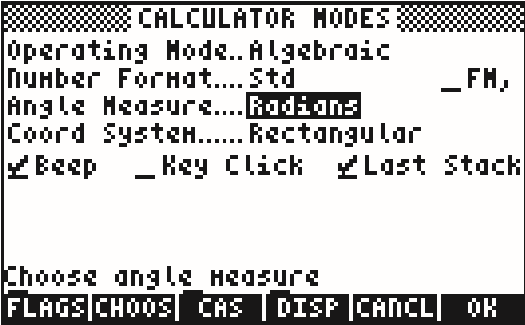 CALCULATOR MODES
Operating Mode..Algebraic
Number Format....Std _FM,
Angle Measure....Radians
Coord System......Rectangular
✓Beep _Key Click ✓Last Stack
Choose angle measure
FLAGS CHOOS CAS DISP CANCL OK